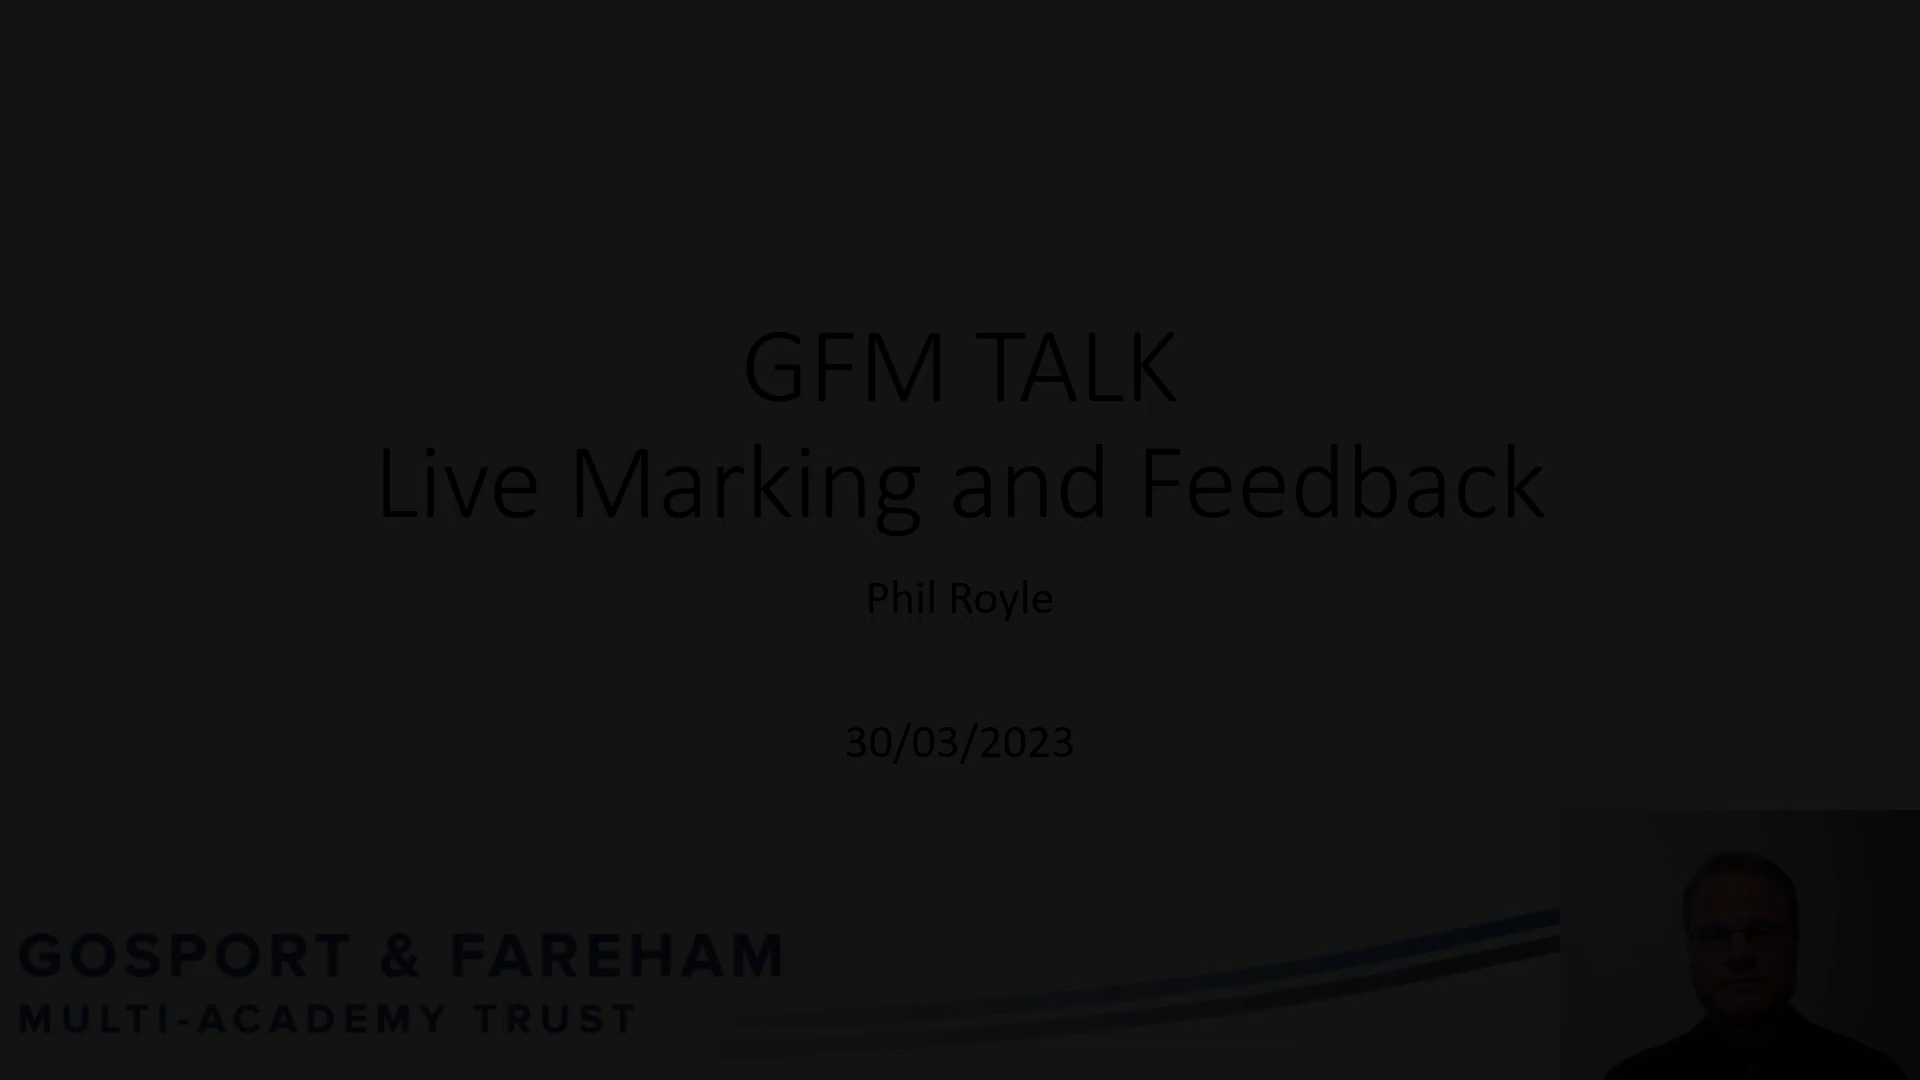 GFM TALK
Live Marking and Feedback
Phil Royle
30/03/2023
GOSPORT & FAREHAM
MULTI-ACADEMY TRUST